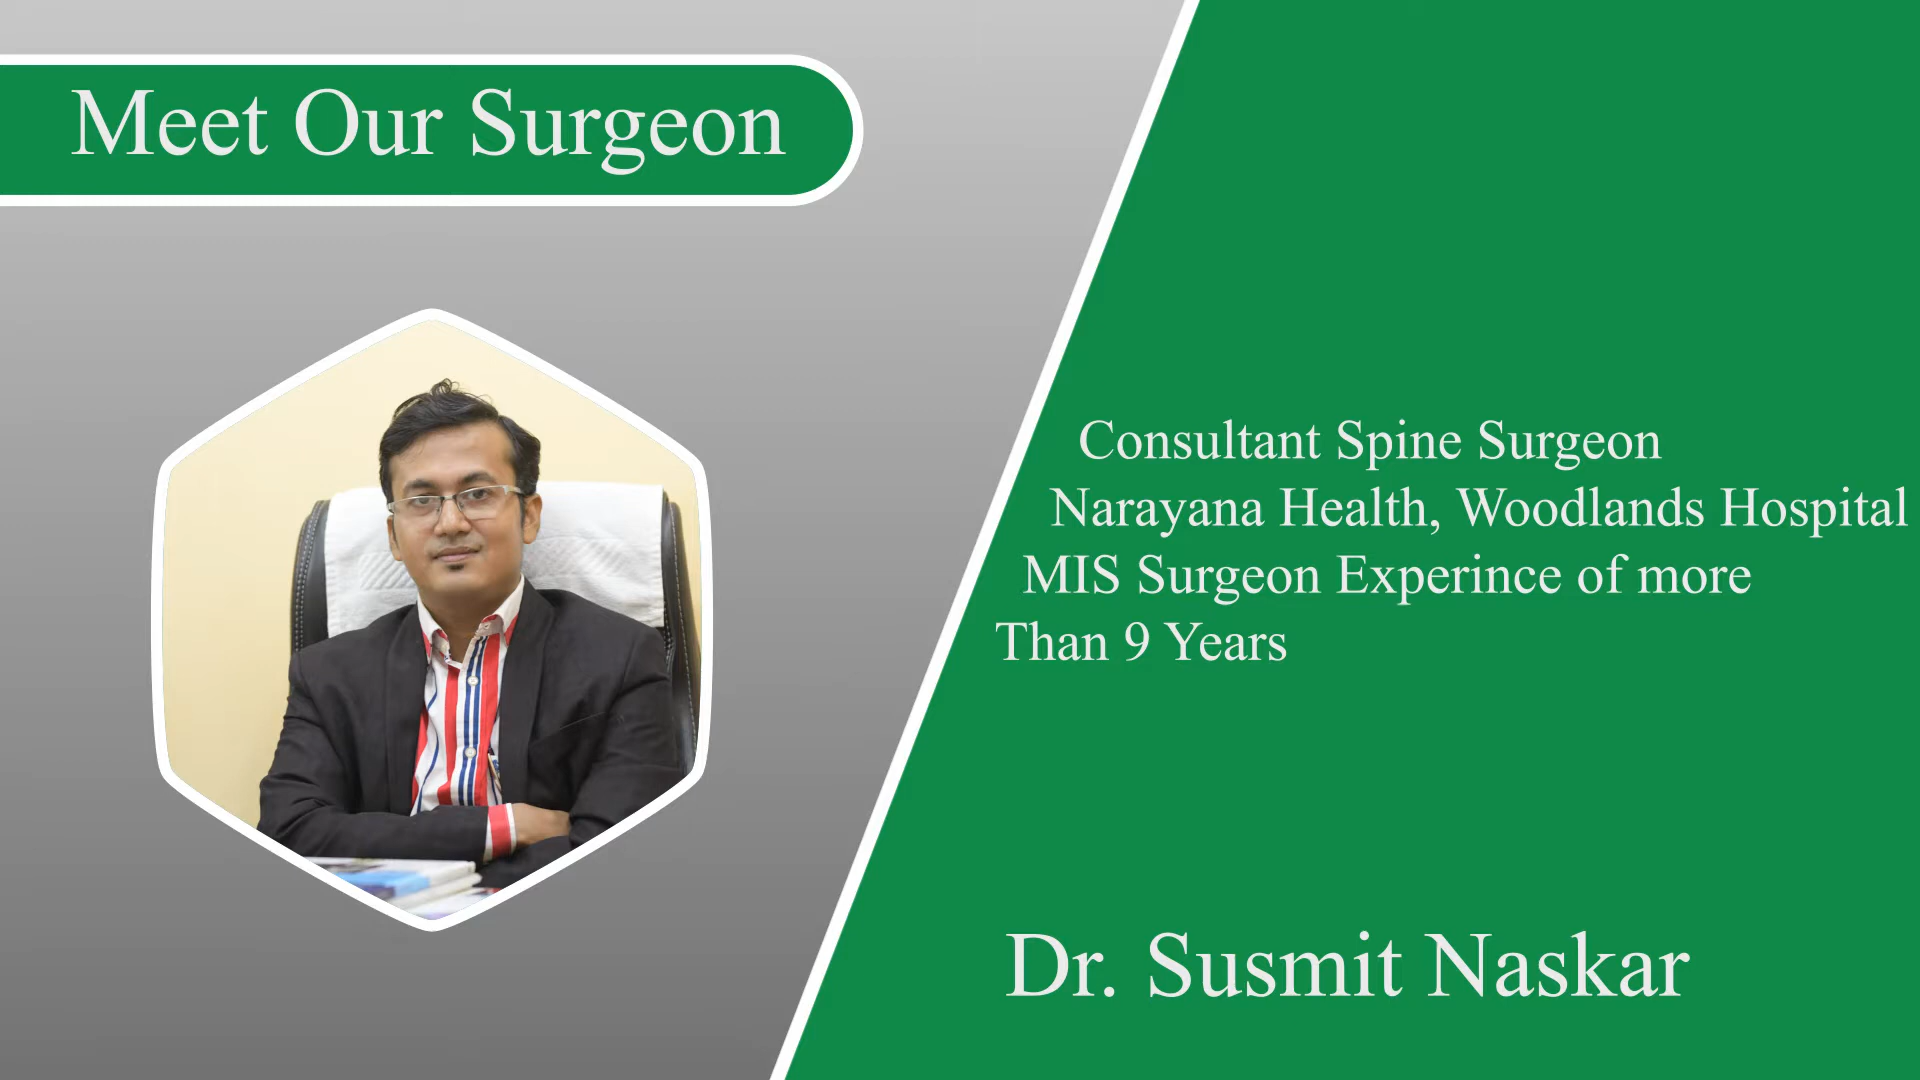 Meet Our Surgeon
Consultant Spine Surgeon
Narayana Health, Woodlands Hospital
MIS Surgeon Experince of more
Than 9 Years
Dr. Susmit Naskar